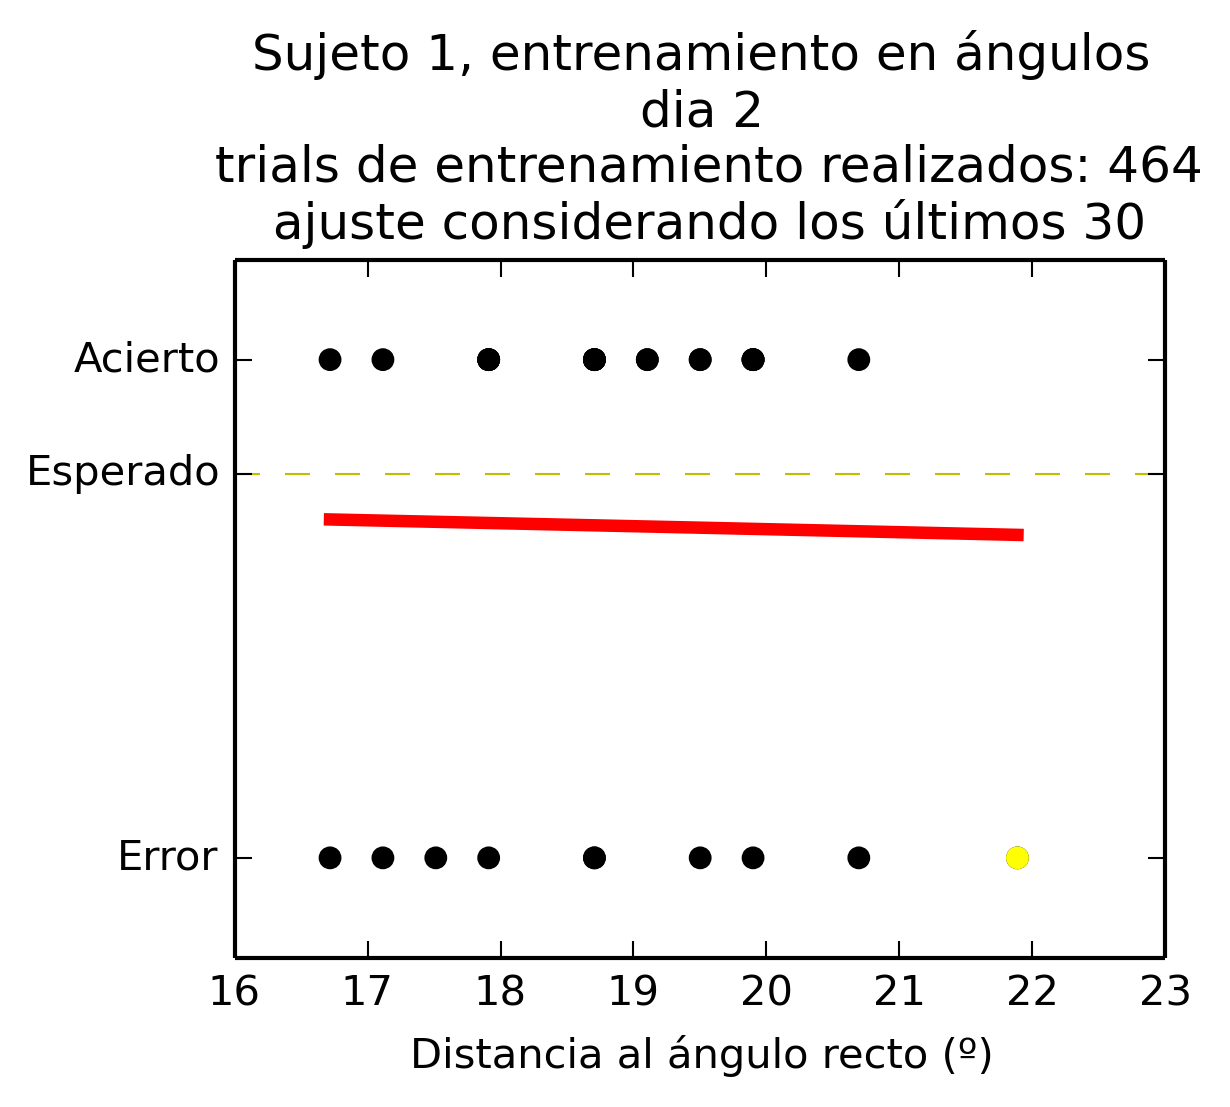 Sujeto 1, entrenamiento en ángulos
dia 2
trials de entrenamiento realizados: 464
ajuste considerando los últimos 30
Acierto
Esperado
Error
16 17 18 19 20 21 22 23
Distancia al ángulo recto (º)